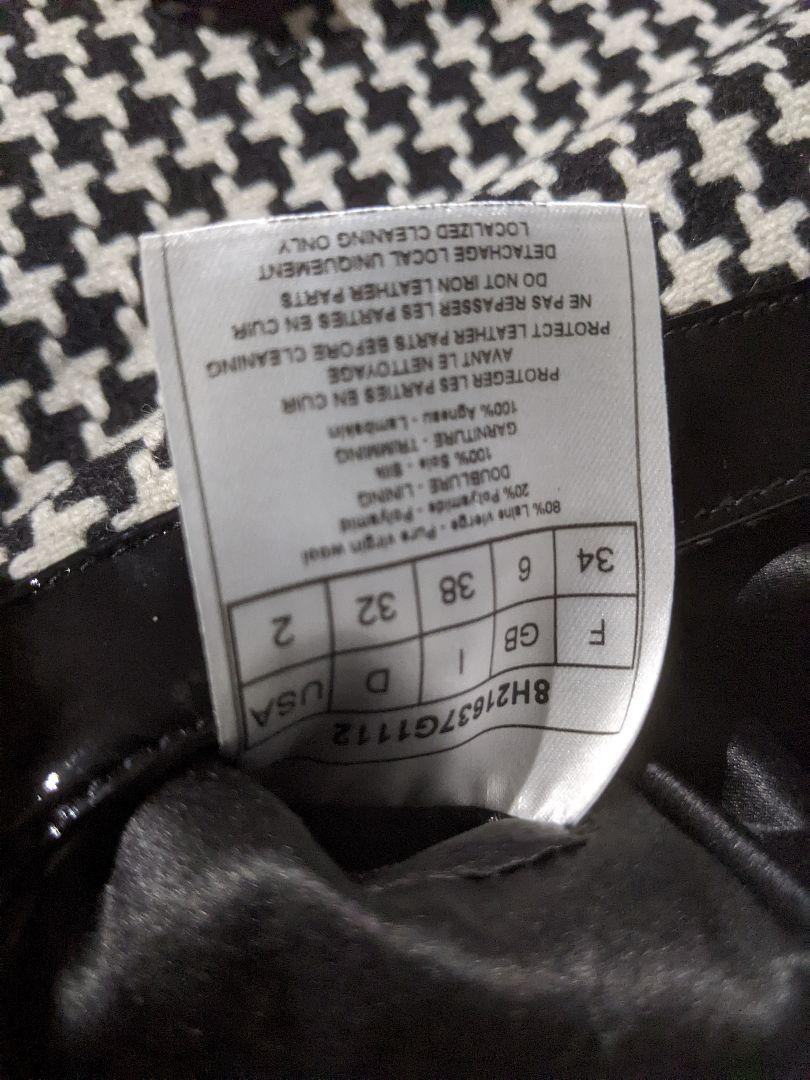 8H21637G1112
F GB I D USA
34 6 38 32 2
80% Laine vierge - Pure virgin wool
20% Polyamide - Polyamid
DOUBLURE - LINING
100% Soie - Silk
GARNITURE - TRIMMING
100% Agneau - Lambskin
PROTEGER LES PARTIES EN CUIR
AVANT LE NETTOYAGE
PROTECT LEATHER PARTS BEFORE CLEANING
NE PAS REPASSER LES PARTIES EN CUIR
DO NOT IRON LEATHER PARTS
DETACHAGE LOCAL UNIQUEMENT
LOCALIZED CLEANING ONLY